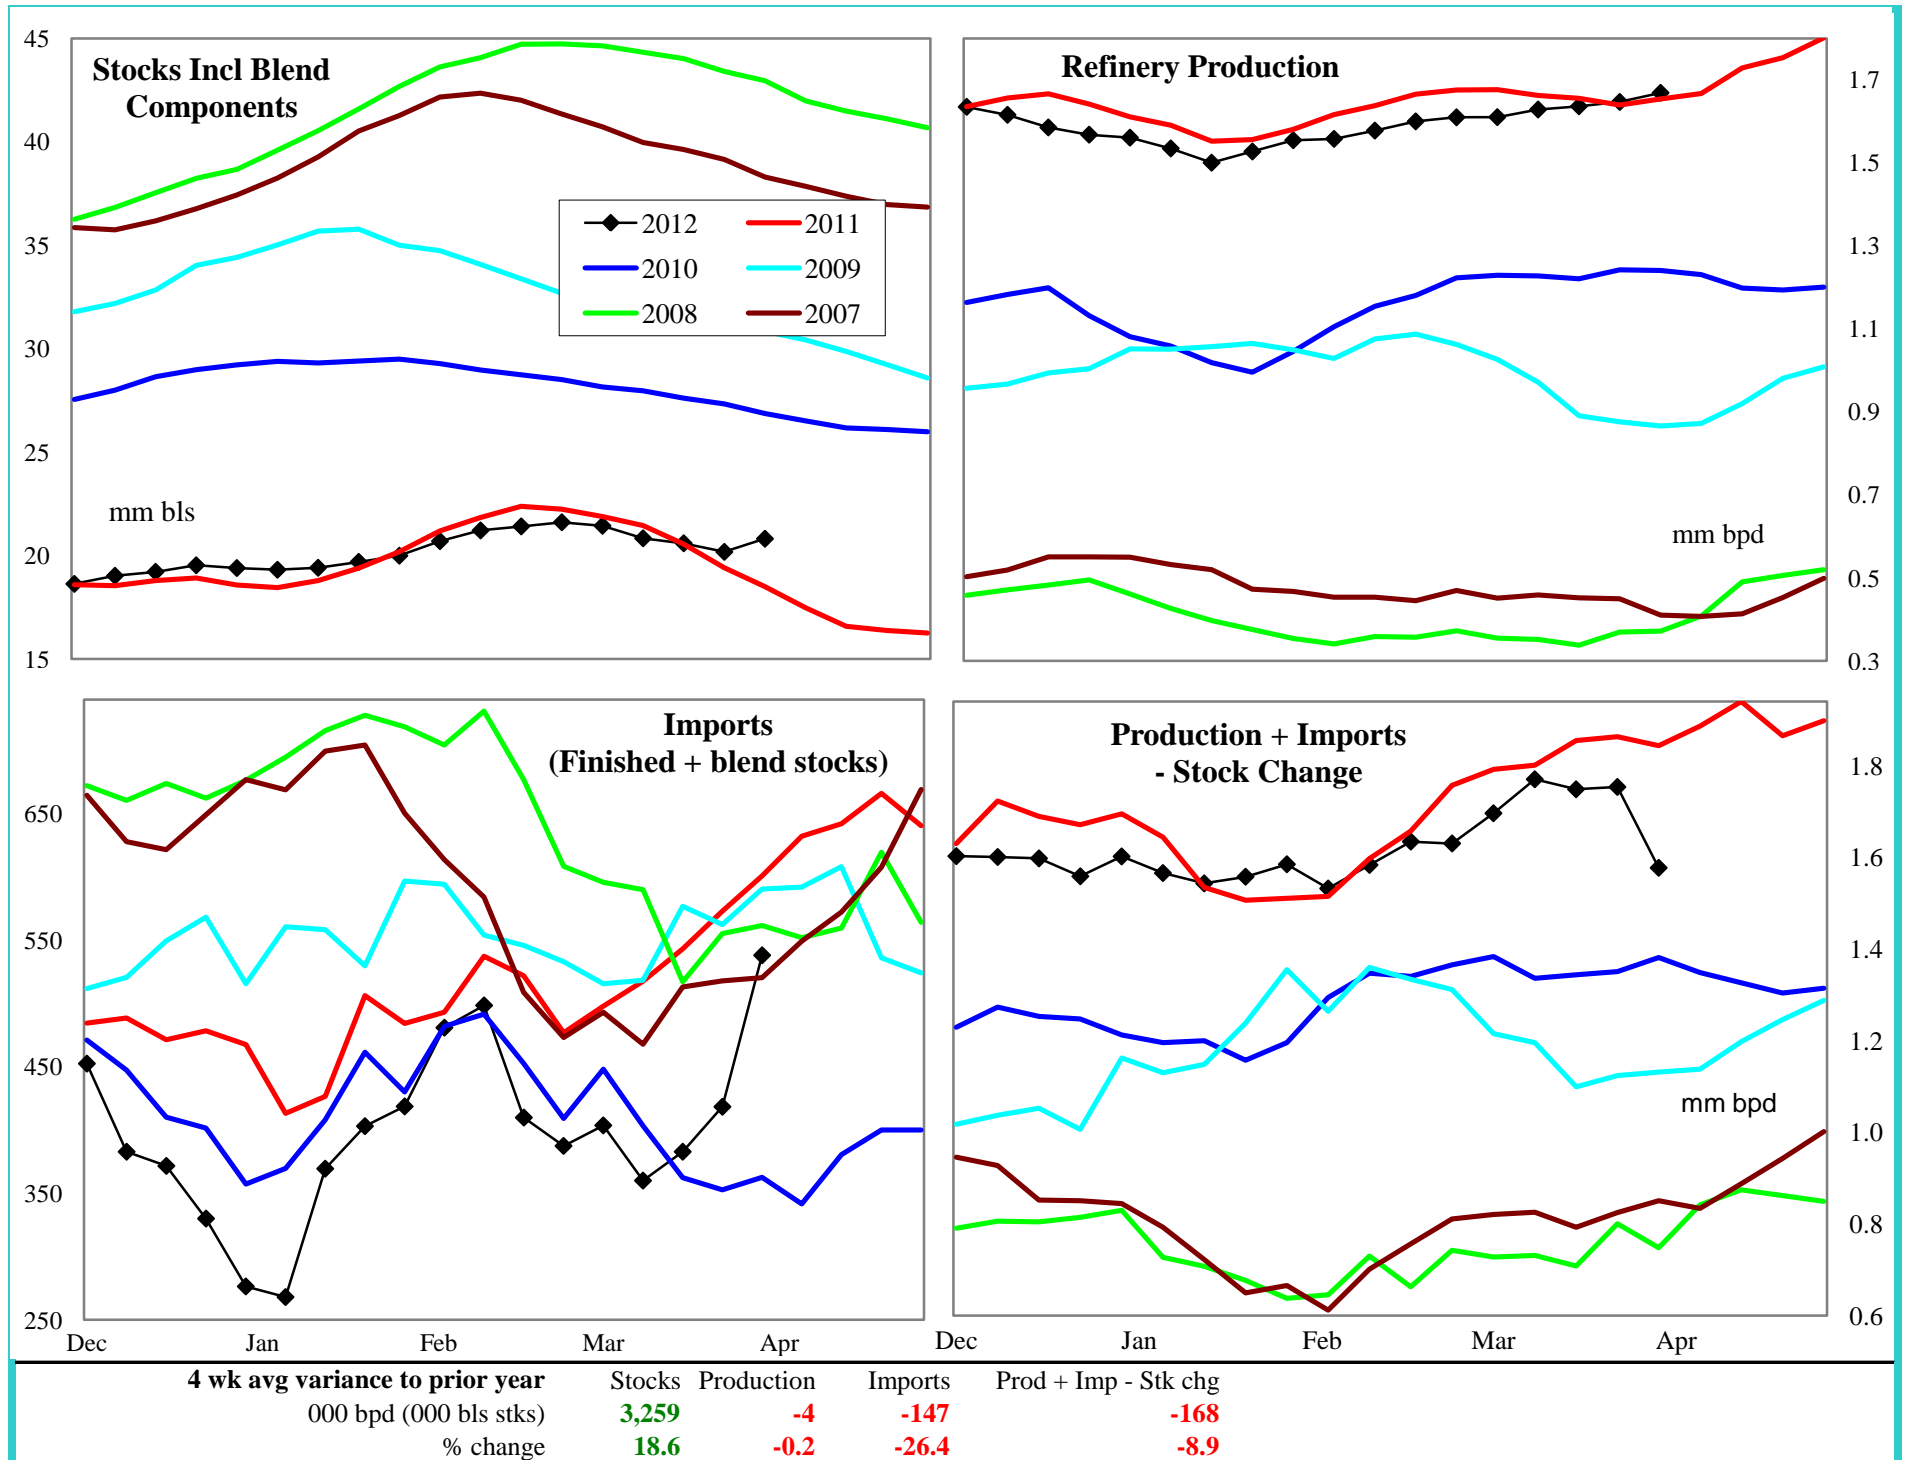 45
40
35
30
25
20
15
Stocks Incl Blend
Components
mm bls
2012 2011
2010 2009
2008 2007
Refinery Production
mm bpd
1.7
1.5
1.3
1.1
0.9
0.7
0.5
0.3
650
550
450
350
250
Imports
(Finished + blend stocks)
Dec Jan Feb Mar Apr
Production + Imports
- Stock Change
mm bpd
1.8
1.6
1.4
1.2
1.0
0.8
0.6
Dec Jan Feb Mar Apr
4 wk avg variance to prior year Stocks Production Imports Prod + Imp - Stk chg
000 bpd (000 bls stks) 3,259 -4 -147 -168
% change 18.6 -0.2 -26.4 -8.9